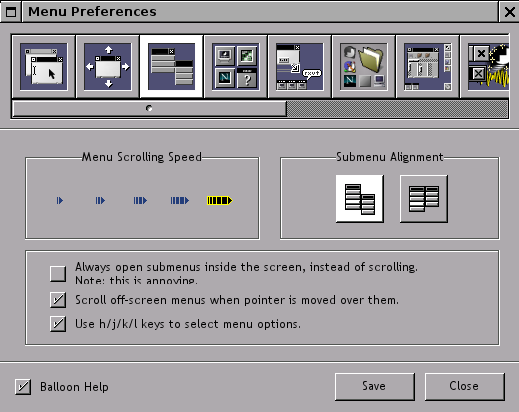 Menu Preferences
rxvt
Menu Scrolling Speed
Submenu Alignment
Always open submenus inside the screen, instead of scrolling.
Note: this is annoying.
Scroll off-screen menus when pointer is moved over them.
Use h/j/k/l keys to select menu options.
Balloon Help
Save
Close